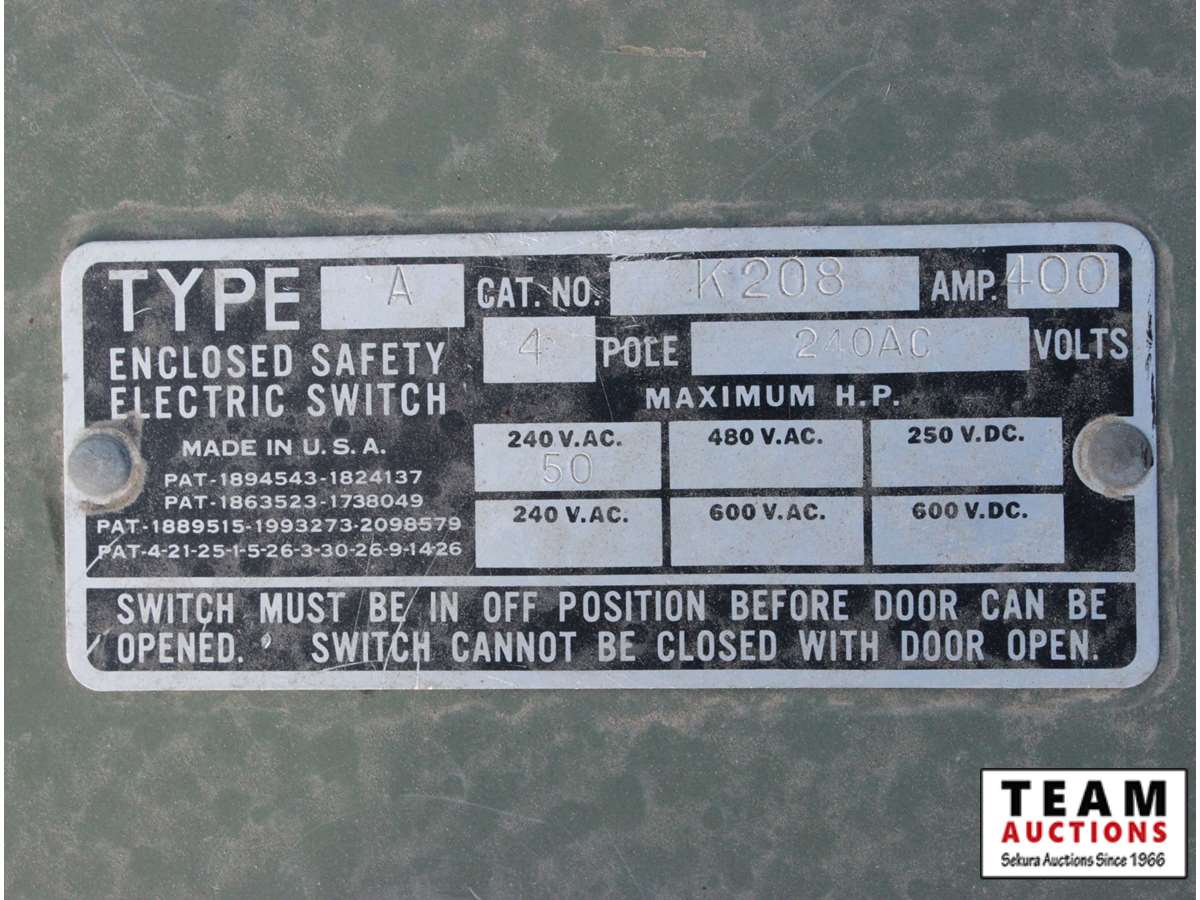 TYPE A CAT. NO. K208 AMP. 400
ENCLOSED SAFETY 4 POLE 240AC VOLTS
ELECTRIC SWITCH MAXIMUM H.P.
MADE IN U.S.A. 240 V.AC. 480 V.AC. 250 V.DC.
50
PAT-1894543-1824137
PAT-1863523-1738049
PAT-1889515-1993273-2098579 240 V.AC. 600 V.AC. 600 V.DC.
PAT-4-21-25-1-5-26-3-30-26-9-14-26
SWITCH MUST BE IN OFF POSITION BEFORE DOOR CAN BE
OPENED. SWITCH CANNOT BE CLOSED WITH DOOR OPEN.
TEAM
AUCTIONS
Sekura Auctions Since 1966